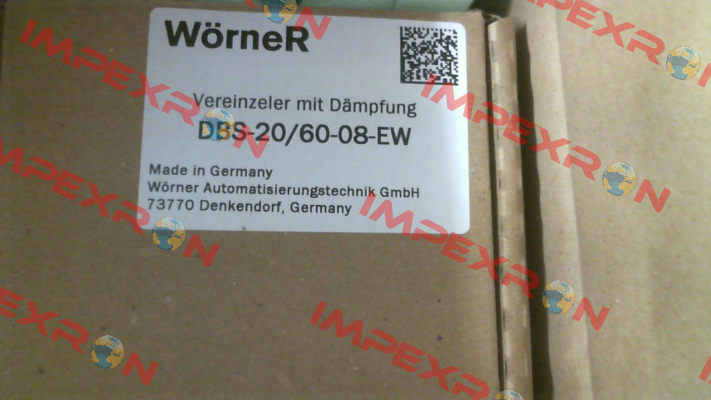 WörneR
Vereinzeler mit Dämpfung
DBS-20/60-08-EW
Made in Germany
Wörner Automatisierungstechnik GmbH
73770 Denkendorf, Germany
IMPEXRON
IMPEXRON
IMPEXRON
IMPEXRON
IMPEXRON
IMPEXRON
IMPEXRON
IMPEXRON